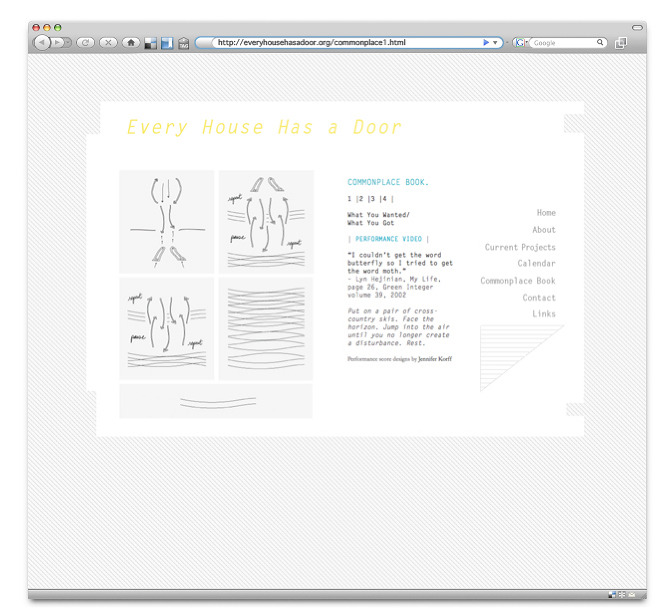 http://everyhousehasadoor.org/commonplace1.html
Google
Every House Has a Door
repeat
pause
repeat
repeat
pause
repeat
COMMONPLACE BOOK.
1 |2 |3 |4 |
What You Wanted/
What You Got
| PERFORMANCE VIDEO |
"I couldn't get the word
butterfly so I tried to get
the word moth."
- Lyn Hejinian, My Life,
page 26, Green Integer
volume 39, 2002
Put on a pair of cross-
country skis. Face the
horizon. Jump into the air
until you no longer create
a disturbance. Rest.
Performance score designs by Jennifer Korff
Home
About
Current Projects
Calendar
Commonplace Book
Contact
Links